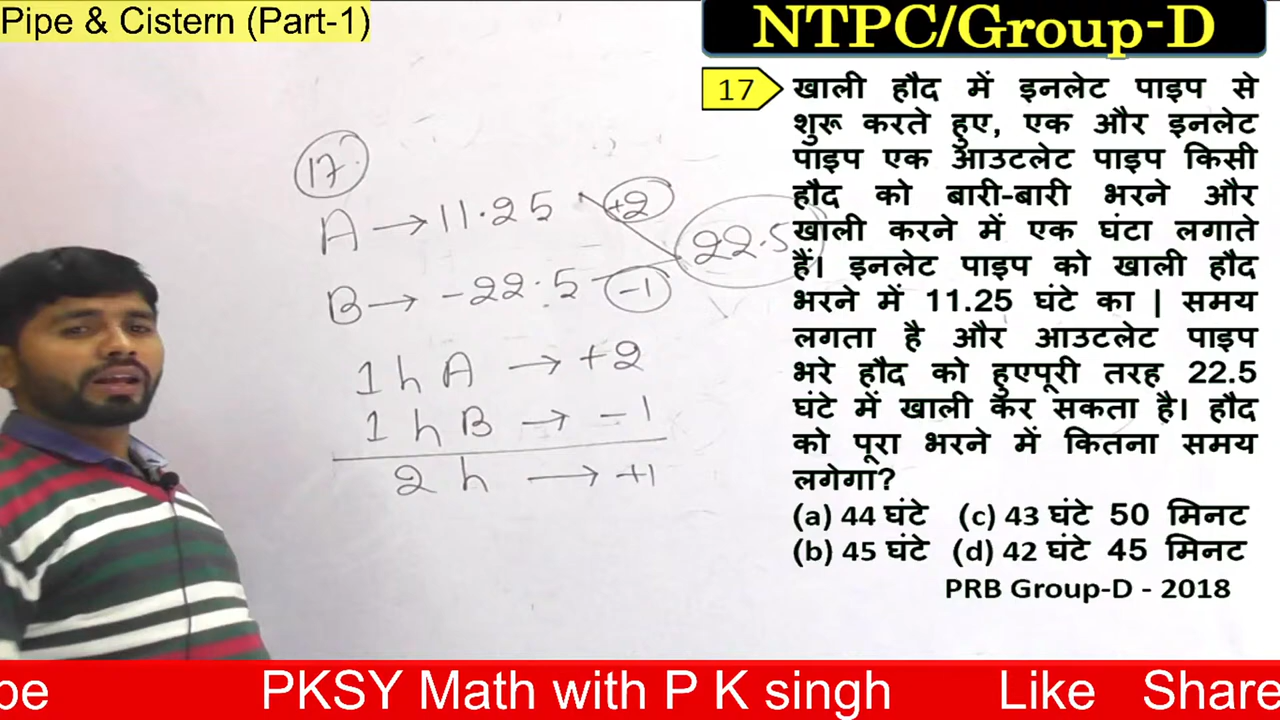 Pipe & Cistern (Part-1)
NTPC/Group-D
17
खाली हौद में इनलेट पाइप से
शुरू करते हुए, एक और इनलेट
पाइप एक आउटलेट पाइप किसी
हौद को बारी-बारी भरने और
खाली करने में एक घंटा लगाते
हैं। इनलेट पाइप को खाली हौद
भरने में 11.25 घंटे का | समय
लगता है और आउटलेट पाइप
भरे हौद को हुएपूरी तरह 22.5
घंटे में खाली कर सकता है। हौद
को पूरा भरने में कितना समय
लगेगा?
(a) 44 घंटे (c) 43 घंटे 50 मिनट
(b) 45 घंटे (d) 42 घंटे 45 मिनट
PRB Group-D - 2018
17
A → 11.25 +2
22.5
B → -22.5 -1
1 h A → +2
1 h B → -1
2 h → +1
be PKSY Math with P K singh Like Share